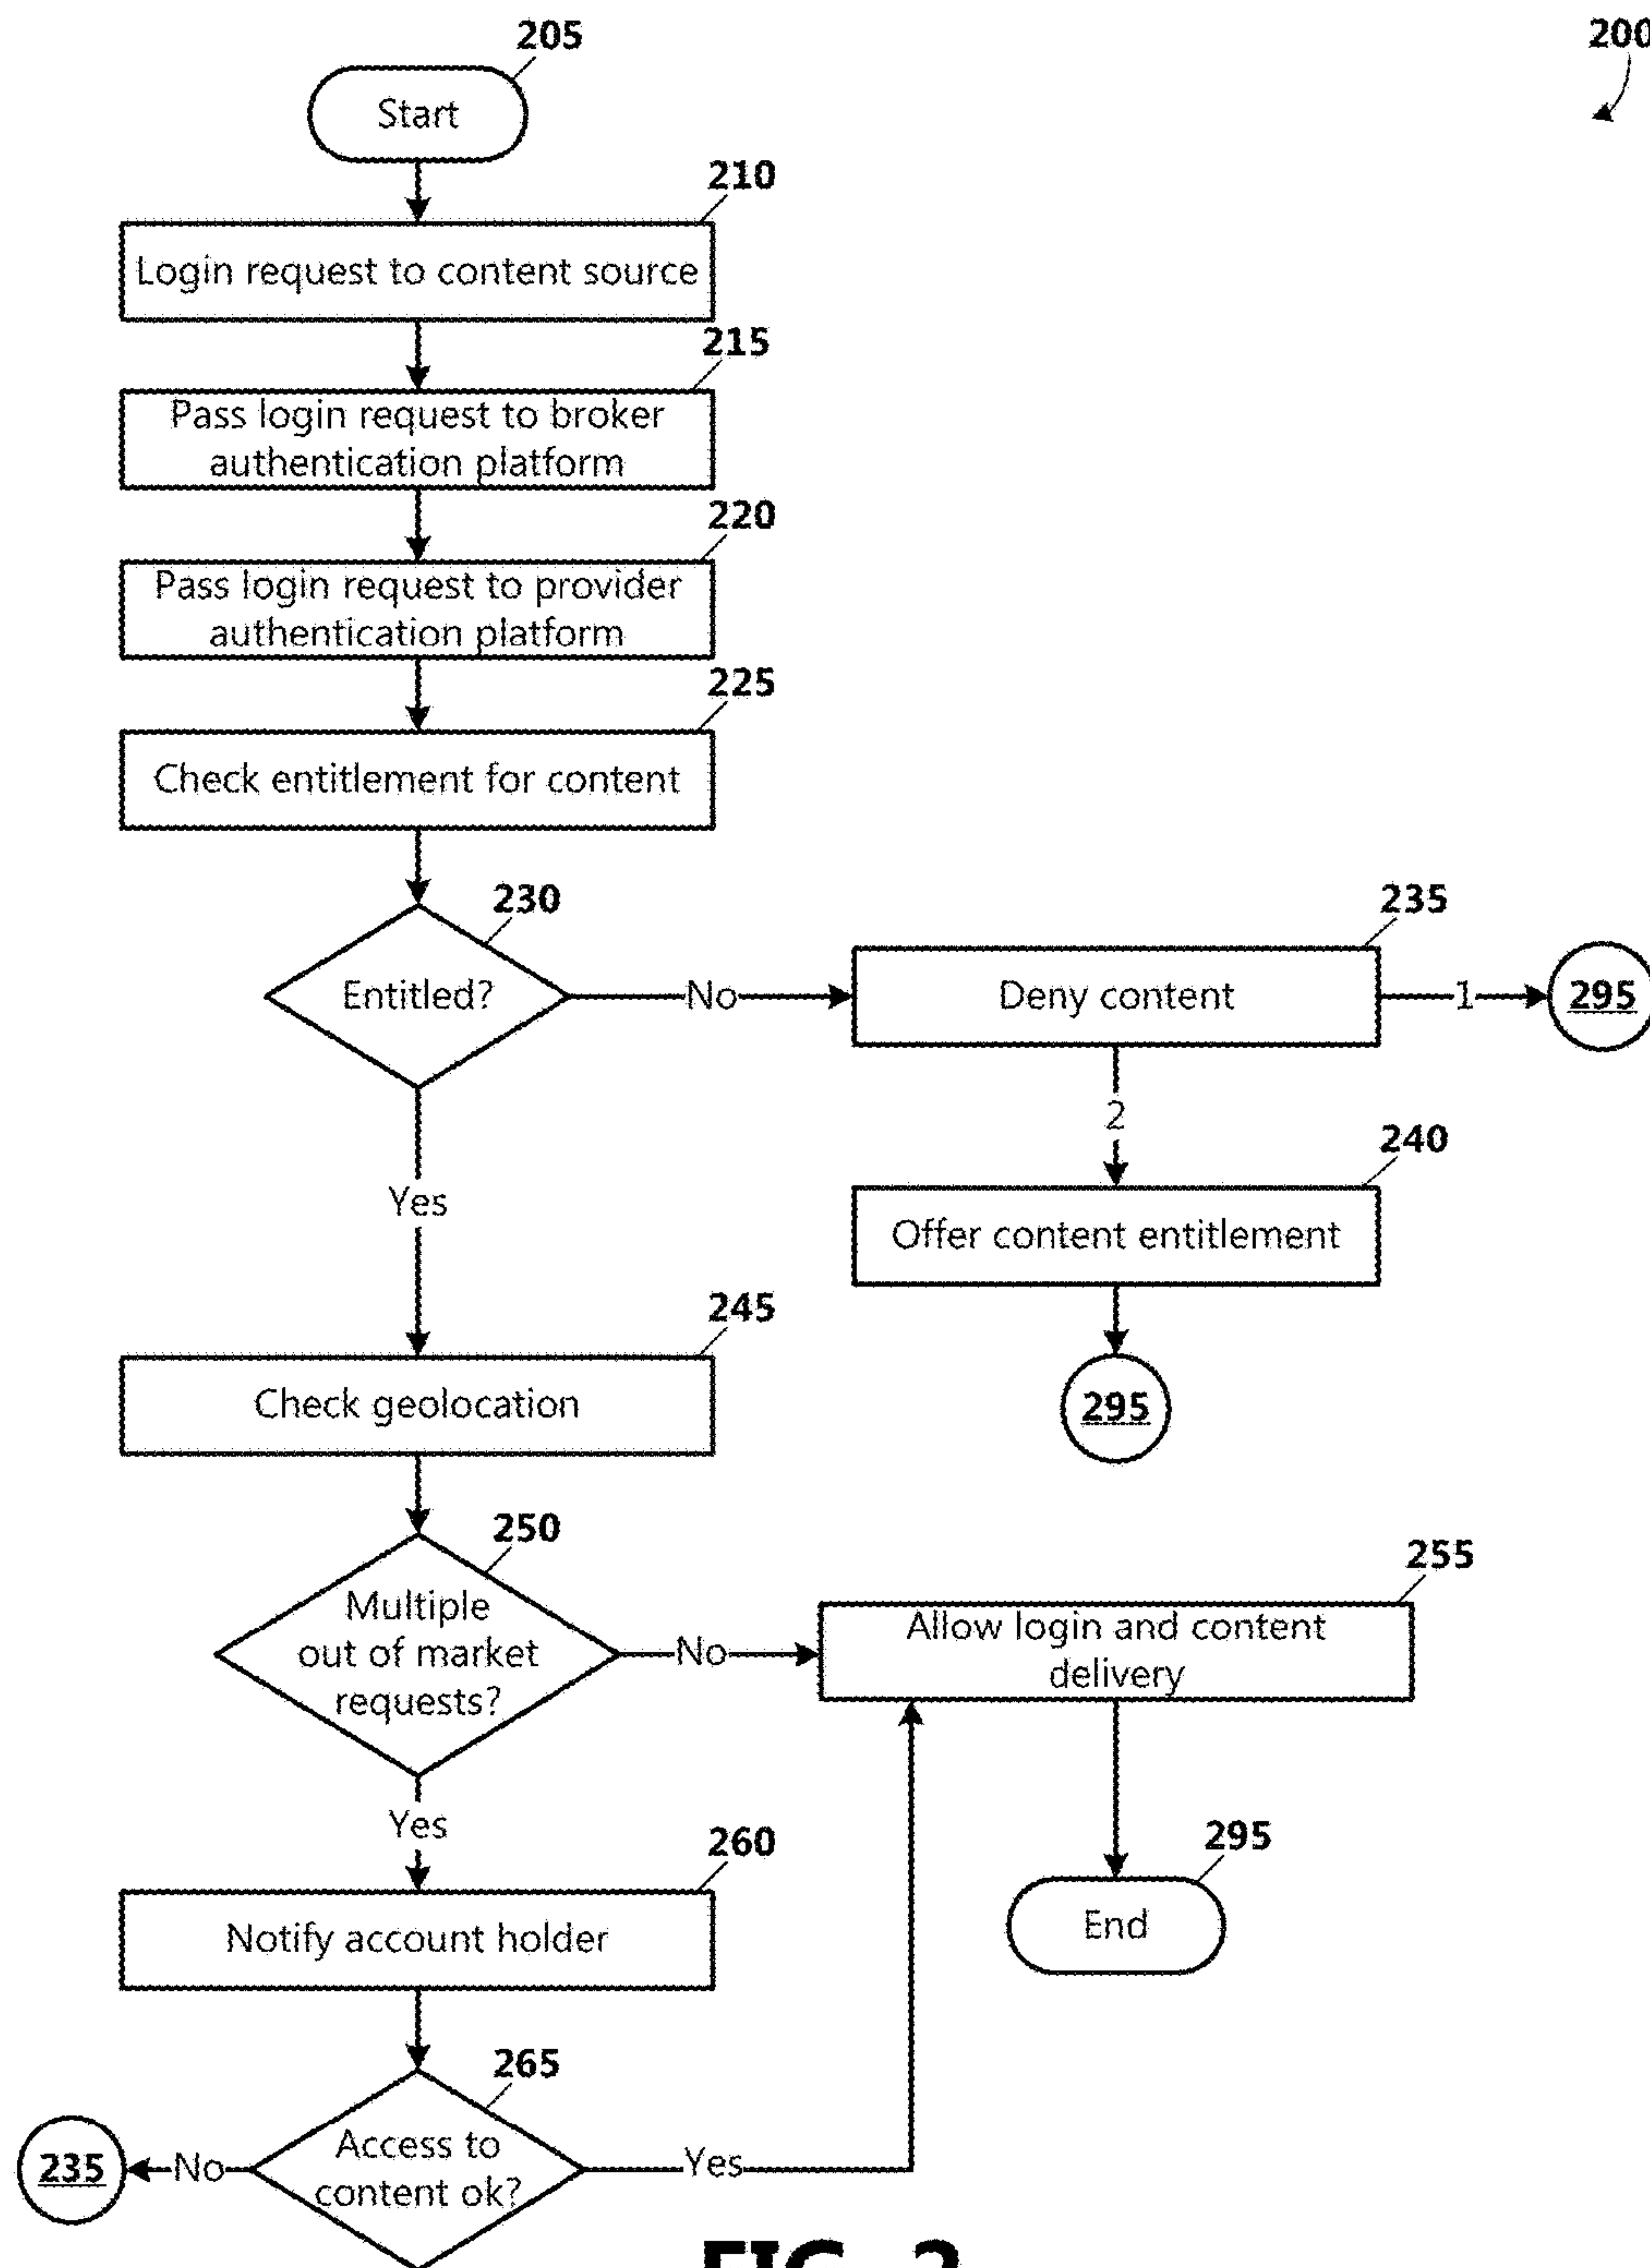 205
200
Start
210
Login request to content source
215
Pass login request to broker
authentication platform
220
Pass login request to provider
authentication platform
225
Check entitlement for content
230
235
Entitled?
No
Deny content
1
295
2
240
Yes
Offer content entitlement
245
Check geolocation
295
250
255
Multiple
out of market
requests?
No
Allow login and content
delivery
Yes
260
295
Notify account holder
End
265
235
No
Access to
content ok?
Yes
FIG. 2